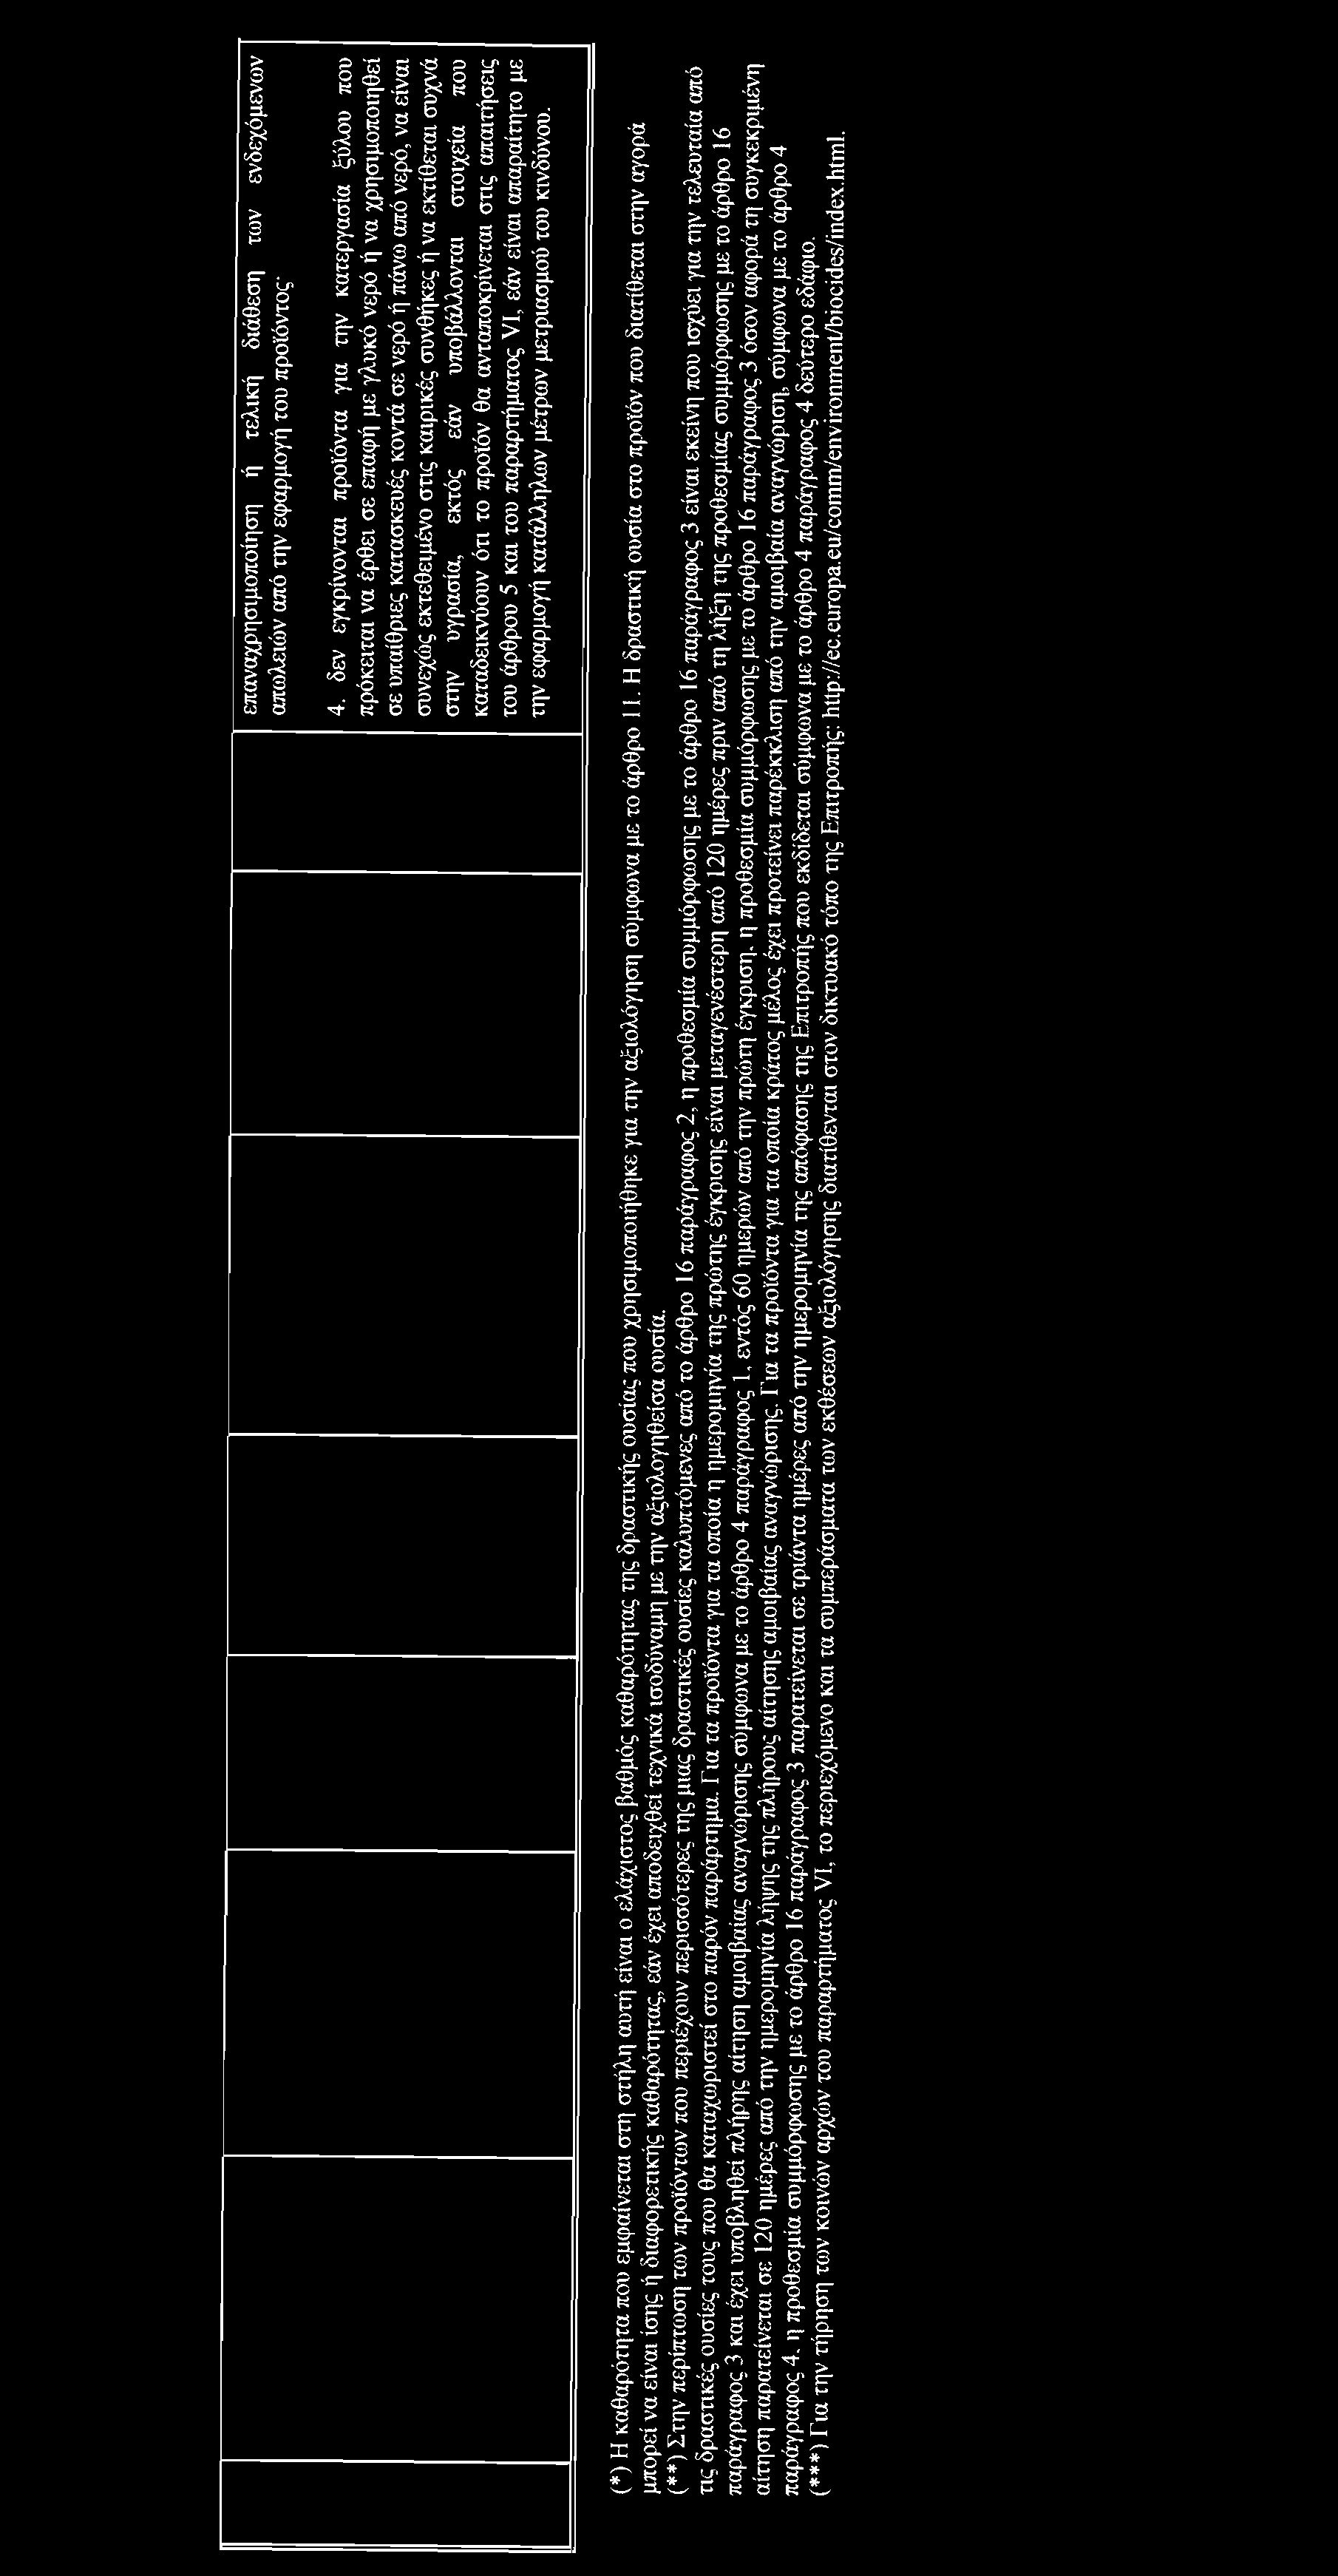 επαναχρησιμοποίηση ή τελική διάθεση των ενδεχόμενων
απωλειών από την εφαρμογή του προϊόντος·
4. δεν εγκρίνονται προϊόντα για την κατεργασία ξύλου που
πρόκειται να έρθει σε επαφή με γλυκό νερό ή να χρησιμοποιηθεί
σε υπαίθριες κατασκευές κοντά σε νερό ή πάνω από νερό, να είναι
συνεχώς εκτεθειμένο στις καιρικές συνθήκες ή να εκτίθεται συχνά
στην υγρασία, εκτός εάν υποβάλλονται στοιχεία που
καταδεικνύουν ότι το προϊόν θα ανταποκρίνεται στις απαιτήσεις
του άρθρου 5 και του παραρτήματος VI, εάν είναι απαραίτητο με
την εφαρμογή κατάλληλων μέτρων μετριασμού του κινδύνου.
(*) Η καθαρότητα που εμφαίνεται στη στήλη αυτή είναι ο ελάχιστος βαθμός καθαρότητας της δραστικής ουσίας που χρησιμοποιήθηκε για την αξιολόγηση σύμφωνα με το άρθρο 11. Η δραστική ουσία στο προϊόν που διατίθεται στην αγορά
μπορεί να είναι ίσης ή διαφορετικής καθαρότητας, εάν έχει αποδειχθεί τεχνικά ισοδύναμη με την αξιολογηθείσα ουσία.
(**) Στην περίπτωση των προϊόντων που περιέχουν περισσότερες της μιας δραστικές ουσίες καλυπτόμενες από το άρθρο 16 παράγραφος 2, η προθεσμία συμμόρφωσης με το άρθρο 16 παράγραφος 3 είναι εκείνη που ισχύει για την τελευταία από
τις δραστικές ουσίες τους που θα καταχωριστεί στο παρόν παράρτημα. Για τα προϊόντα για τα οποία η ημερομηνία της πρώτης έγκρισης είναι μεταγενέστερη από 120 ημέρες πριν από τη λήξη της προθεσμίας συμμόρφωσης με το άρθρο 16
παράγραφος 3 και έχει υποβληθεί πλήρης αίτηση αμοιβαίας αναγνώρισης σύμφωνα με το άρθρο 4 παράγραφος 1, εντός 60 ημερών από την πρώτη έγκριση, η προθεσμία συμμόρφωσης με το άρθρο 16 παράγραφος 3 όσον αφορά τη συγκεκριμένη
αίτηση παρατείνεται σε 120 ημέρες από την ημερομηνία λήψης της πλήρους αίτησης αμοιβαίας αναγνώρισης. Για τα προϊόντα για τα οποία κράτος μέλος έχει προτείνει παρέκκλιση από την αμοιβαία αναγνώριση, σύμφωνα με το άρθρο 4
παράγραφος 4, η προθεσμία συμμόρφωσης με το άρθρο 16 παράγραφος 3 παρατείνεται σε τριάντα ημέρες από την ημερομηνία της απόφασης της Επιτροπής που εκδίδεται σύμφωνα με το άρθρο 4 παράγραφος 4 δεύτερο εδάφιο.
(***) Για την τήρηση των κοινών αρχών του παραρτήματος VI, το περιεχόμενο και τα συμπεράσματα των εκθέσεων αξιολόγησης διατίθενται στον δικτυακό τόπο της Επιτροπής: http://ec.europa.eu/comm/environment/biocides/index.html.